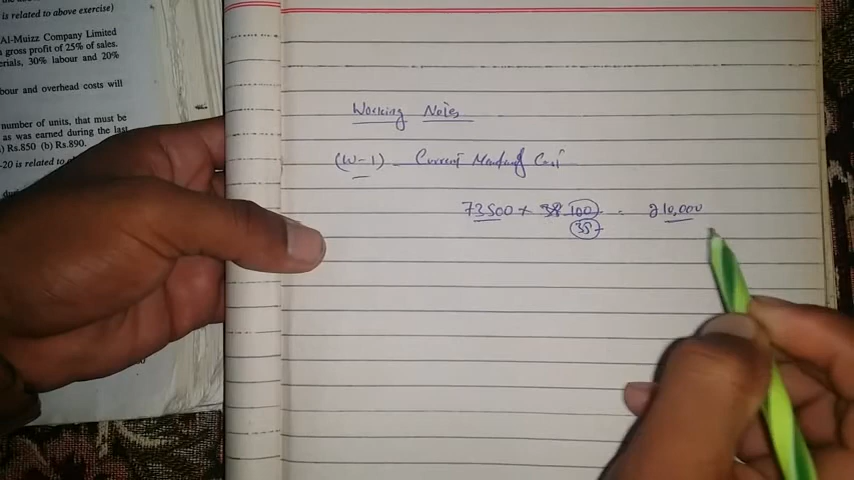 is related to above exercise)
Al-Muizz Company Limited
gross profit of 25% of sales.
erials, 30% labour and 20%
bour and overhead costs will
number of units, that must be
as was earned during the last
) Rs.850 (b) Rs.890.
-20 is related to
Working Notes
(W-1) - Current Manufag Cost
73500 x 100 = 210,000
35